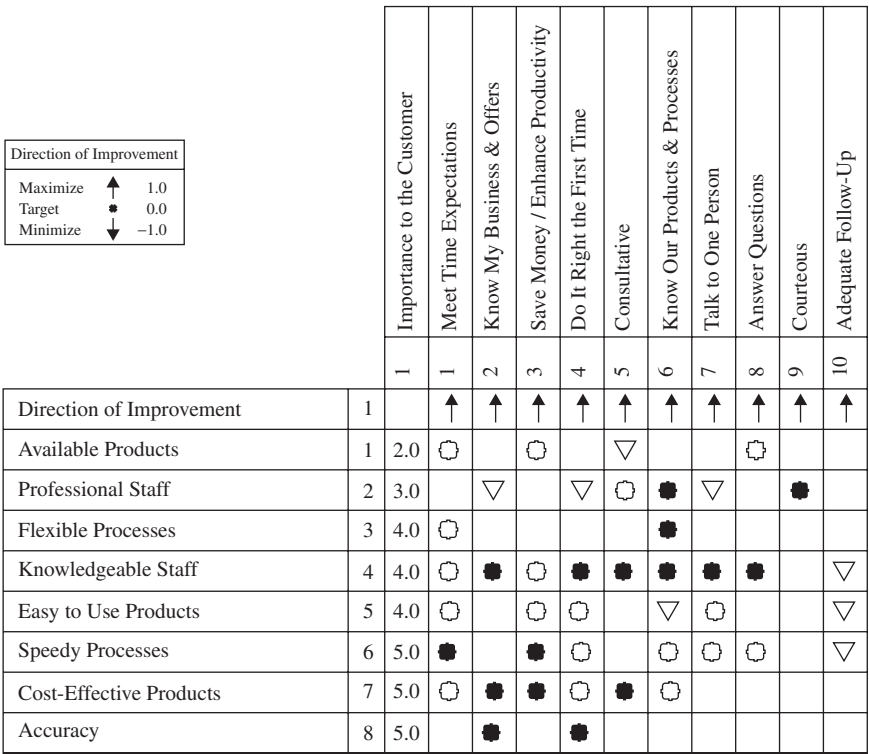 Direction of Improvement
Maximize 1.0
Target 0.0
Minimize −1.0
Importance to the Customer
Meet Time Expectations
Know My Business & Offers
Save Money / Enhance Productivity
Do It Right the First Time
Consultative
Know Our Products & Processes
Talk to One Person
Answer Questions
Courteous
Adequate Follow-Up
1 1 2 3 4 5 6 7 8 9 10
Direction of Improvement 1
Available Products 1 2.0
Professional Staff 2 3.0
Flexible Processes 3 4.0
Knowledgeable Staff 4 4.0
Easy to Use Products 5 4.0
Speedy Processes 6 5.0
Cost-Effective Products 7 5.0
Accuracy 8 5.0